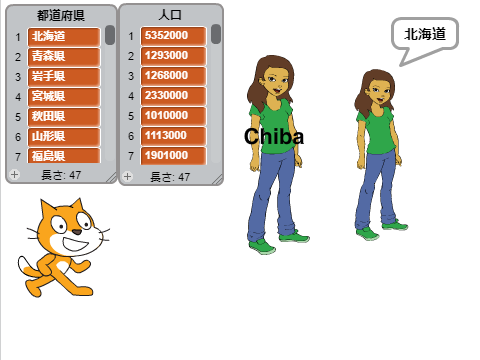 都道府県
1 北海道
2 青森県
3 岩手県
4 宮城県
5 秋田県
6 山形県
7 福島県
+ 長さ: 47
人口
1 5352000
2 1293000
3 1268000
4 2330000
5 1010000
6 1113000
7 1901000
+ 長さ: 47
Chiba
北海道